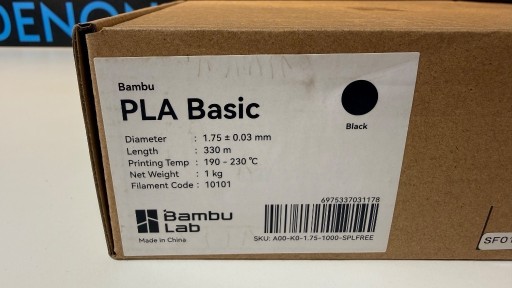 DENON
Bambu
PLA Basic
Black
Diameter : 1.75 ± 0.03 mm
Length : 330 m
Printing Temp : 190 - 230 ℃
Net Weight : 1 kg
Filament Code : 10101
6975337031178
Bambu
Lab
Made in China
SKU: A00-K0-1.75-1000-SPLFREE